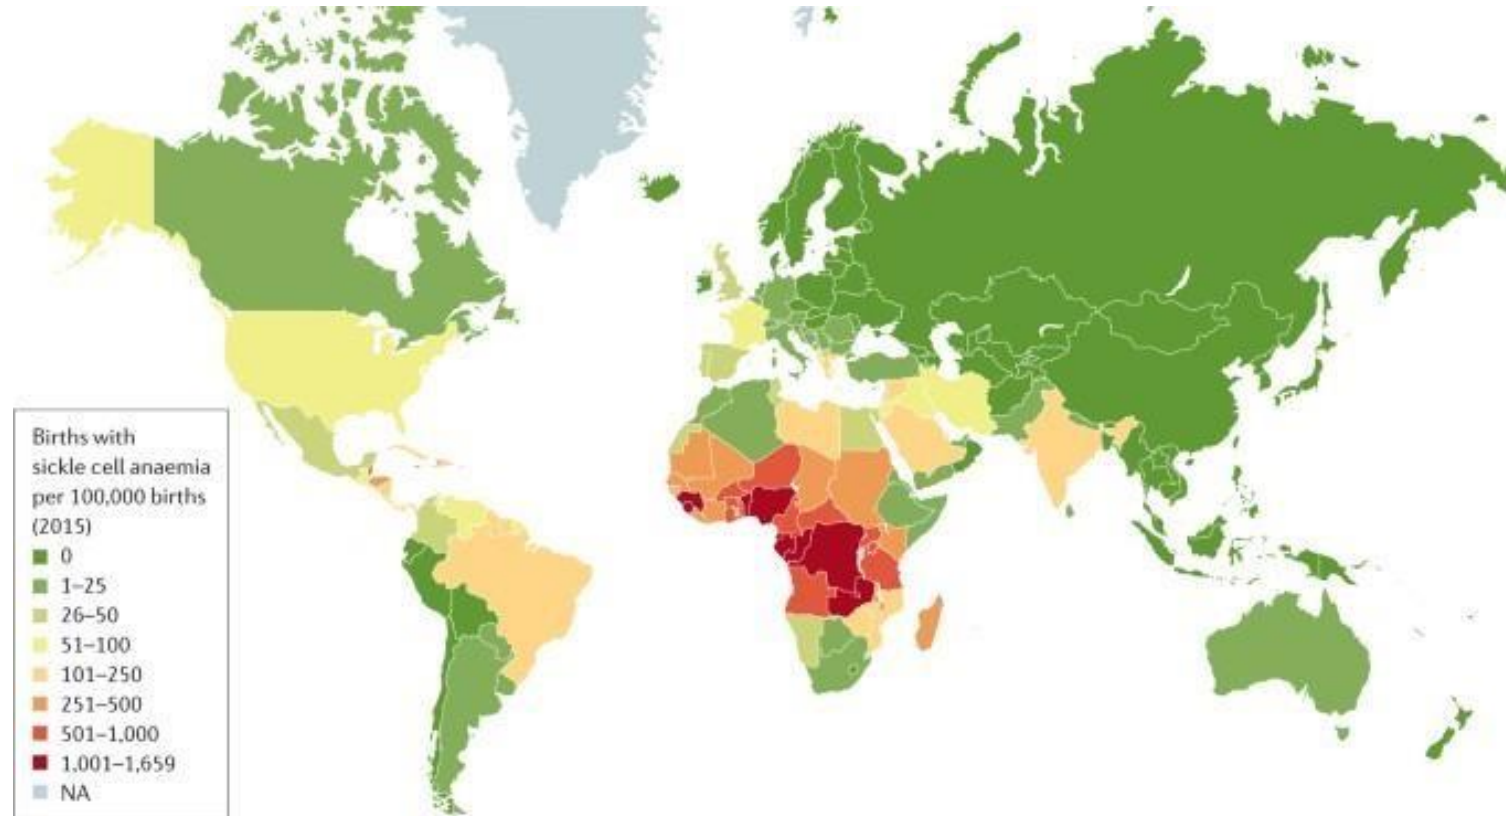 Births with
sickle cell anaemia
per 100,000 births
(2015)
0
1–25
26–50
51–100
101–250
251–500
501–1,000
1,001–1,659
NA